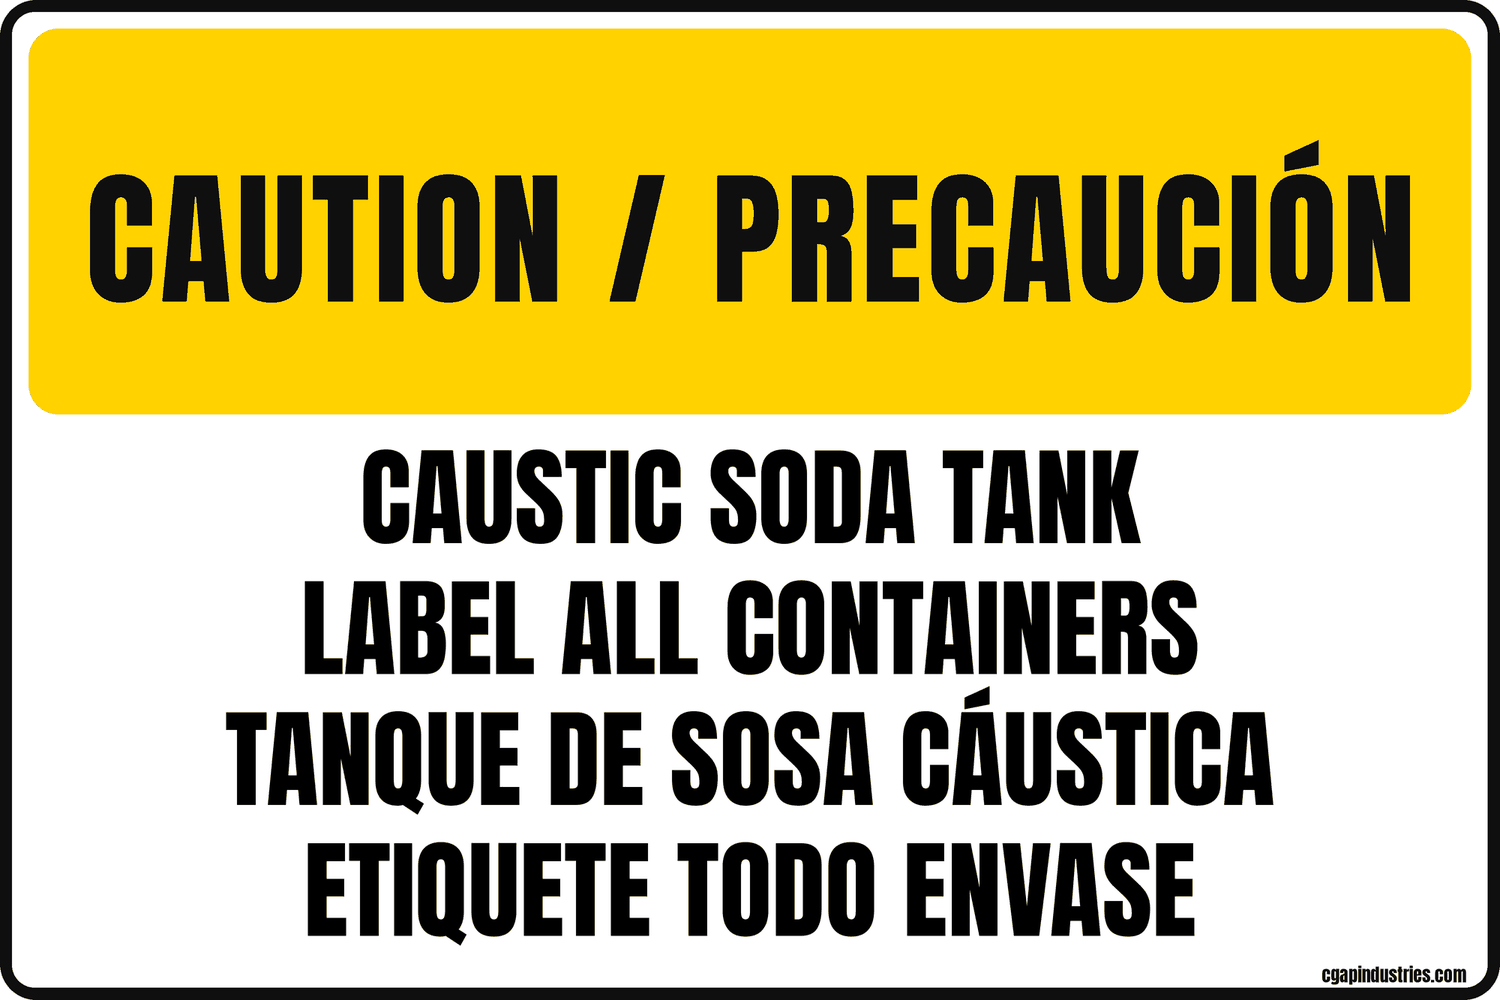 CAUTION / PRECAUCIÓN
CAUSTIC SODA TANK
LABEL ALL CONTAINERS
TANQUE DE SOSA CÁUSTICA
ETIQUETE TODO ENVASE
cgapindustries.com